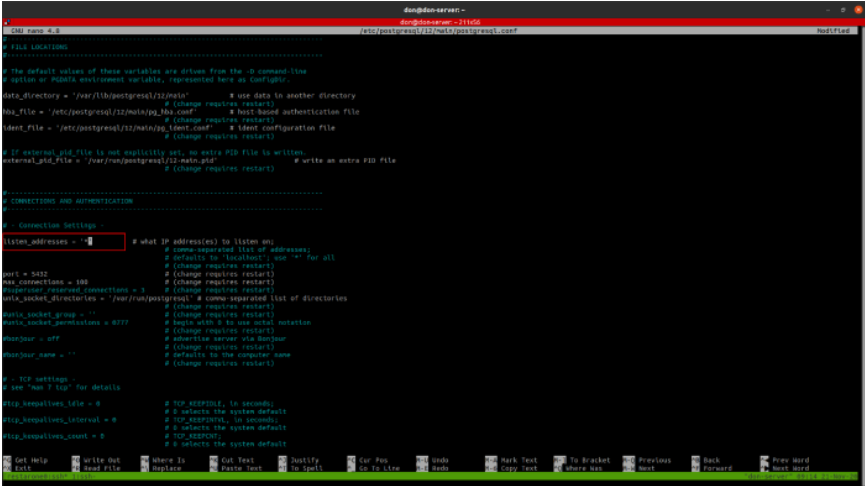 don@don-server: ~
don@don-server: ~ 211x56
GNU nano 4.8 /etc/postgresql/12/main/postgresql.conf Modified
# FILE LOCATIONS
# The default values of these variables are driven from the -D command-line
# option or PGDATA environment variable, represented here as ConfigDir.
data_directory = '/var/lib/postgresql/12/main' # use data in another directory
# (change requires restart)
hba_file = '/etc/postgresql/12/main/pg_hba.conf' # host-based authentication file
# (change requires restart)
ident_file = '/etc/postgresql/12/main/pg_ident.conf' # ident configuration file
# (change requires restart)
# If external_pid_file is not explicitly set, no extra PID file is written.
external_pid_file = '/var/run/postgresql/12-main.pid' # write an extra PID file
# (change requires restart)
# CONNECTIONS AND AUTHENTICATION
# - Connection Settings -
listen_addresses = '*' # what IP address(es) to listen on;
# comma-separated list of addresses;
# defaults to 'localhost'; use '*' for all
# (change requires restart)
port = 5432 # (change requires restart)
max_connections = 100 # (change requires restart)
#superuser_reserved_connections = 3 # (change requires restart)
unix_socket_directories = '/var/run/postgresql' # comma-separated list of directories
# (change requires restart)
#unix_socket_group = '' # (change requires restart)
#unix_socket_permissions = 0777 # begin with 0 to use octal notation
# (change requires restart)
#bonjour = off # advertise server via Bonjour
# (change requires restart)
#bonjour_name = '' # defaults to the computer name
# (change requires restart)
# - TCP settings -
# see "man 7 tcp" for details
#tcp_keepalives_idle = 0 # TCP_KEEPIDLE, in seconds;
# 0 selects the system default
#tcp_keepalives_interval = 0 # TCP_KEEPINTVL, in seconds;
# 0 selects the system default
#tcp_keepalives_count = 0 # TCP_KEEPCNT;
# 0 selects the system default
Get Help Write Out Where Is Cut Text Justify Cur Pos Undo Mark Text To Bracket Previous Back Prev Word
Exit Read File Replace Paste Text To Spell Go To Line Redo Copy Text Where Was Next Forward Next Word
"don-server"